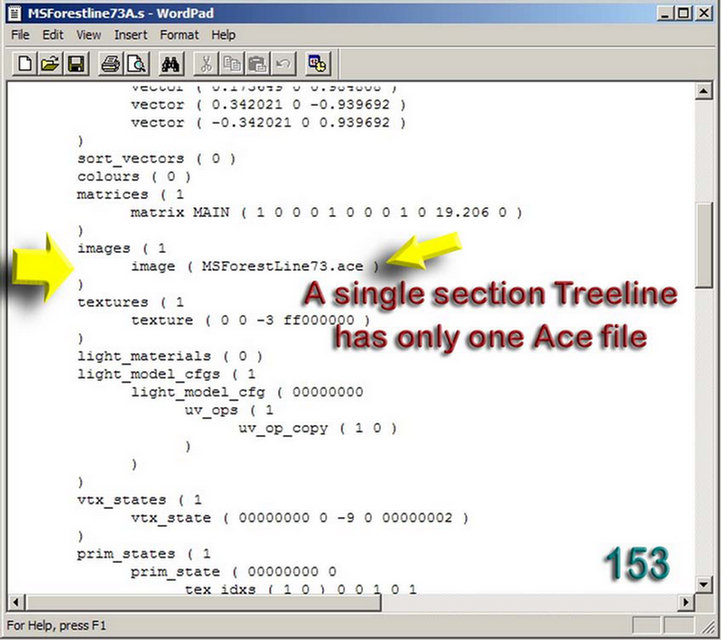 MSForestline73A.s - WordPad
File Edit View Insert Format Help
vector ( 0.173649 0 0.984808 )
vector ( 0.342021 0 -0.939692 )
vector ( -0.342021 0 0.939692 )
)
sort_vectors ( 0 )
colours ( 0 )
matrices ( 1
matrix MAIN ( 1 0 0 0 1 0 0 0 1 0 19.206 0 )
)
images ( 1
image ( MSForestLine73.ace )
)
A single section Treeline
has only one Ace file
textures ( 1
texture ( 0 0 -3 ff000000 )
)
light_materials ( 0 )
light_model_cfgs ( 1
light_model_cfg ( 00000000
uv_ops ( 1
uv_op_copy ( 1 0 )
)
)
)
vtx_states ( 1
vtx_state ( 00000000 0 -9 0 00000002 )
)
prim_states ( 1
prim_state ( 00000000 0
tex_idxs ( 1 0 ) 0 0 1 0 1
153
For Help, press F1